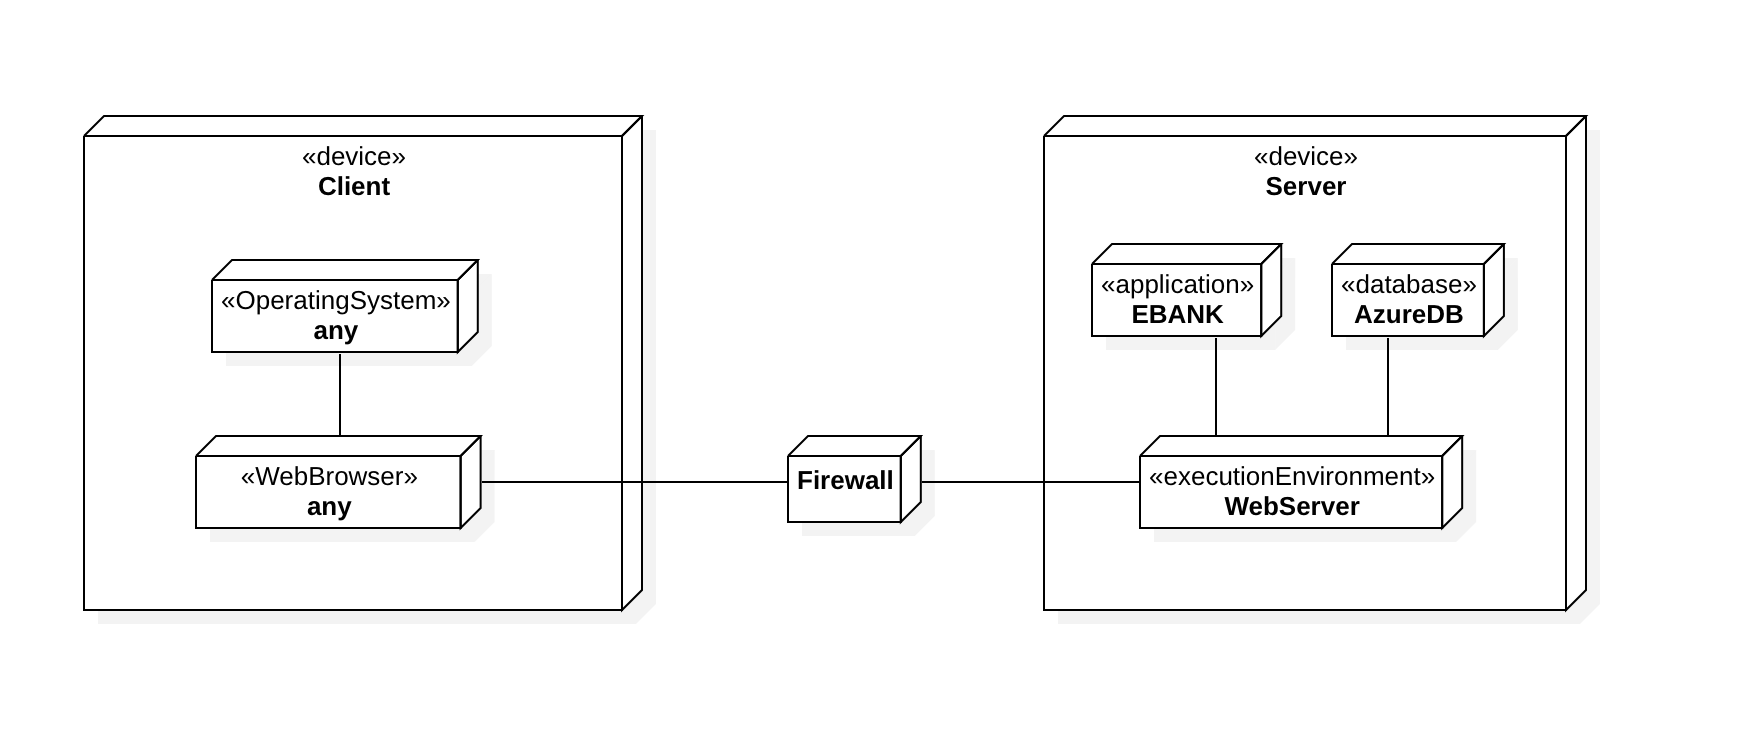 «device»
Client
«OperatingSystem»
any
«WebBrowser»
any
Firewall
«device»
Server
«application»
EBANK
«database»
AzureDB
«executionEnvironment»
WebServer